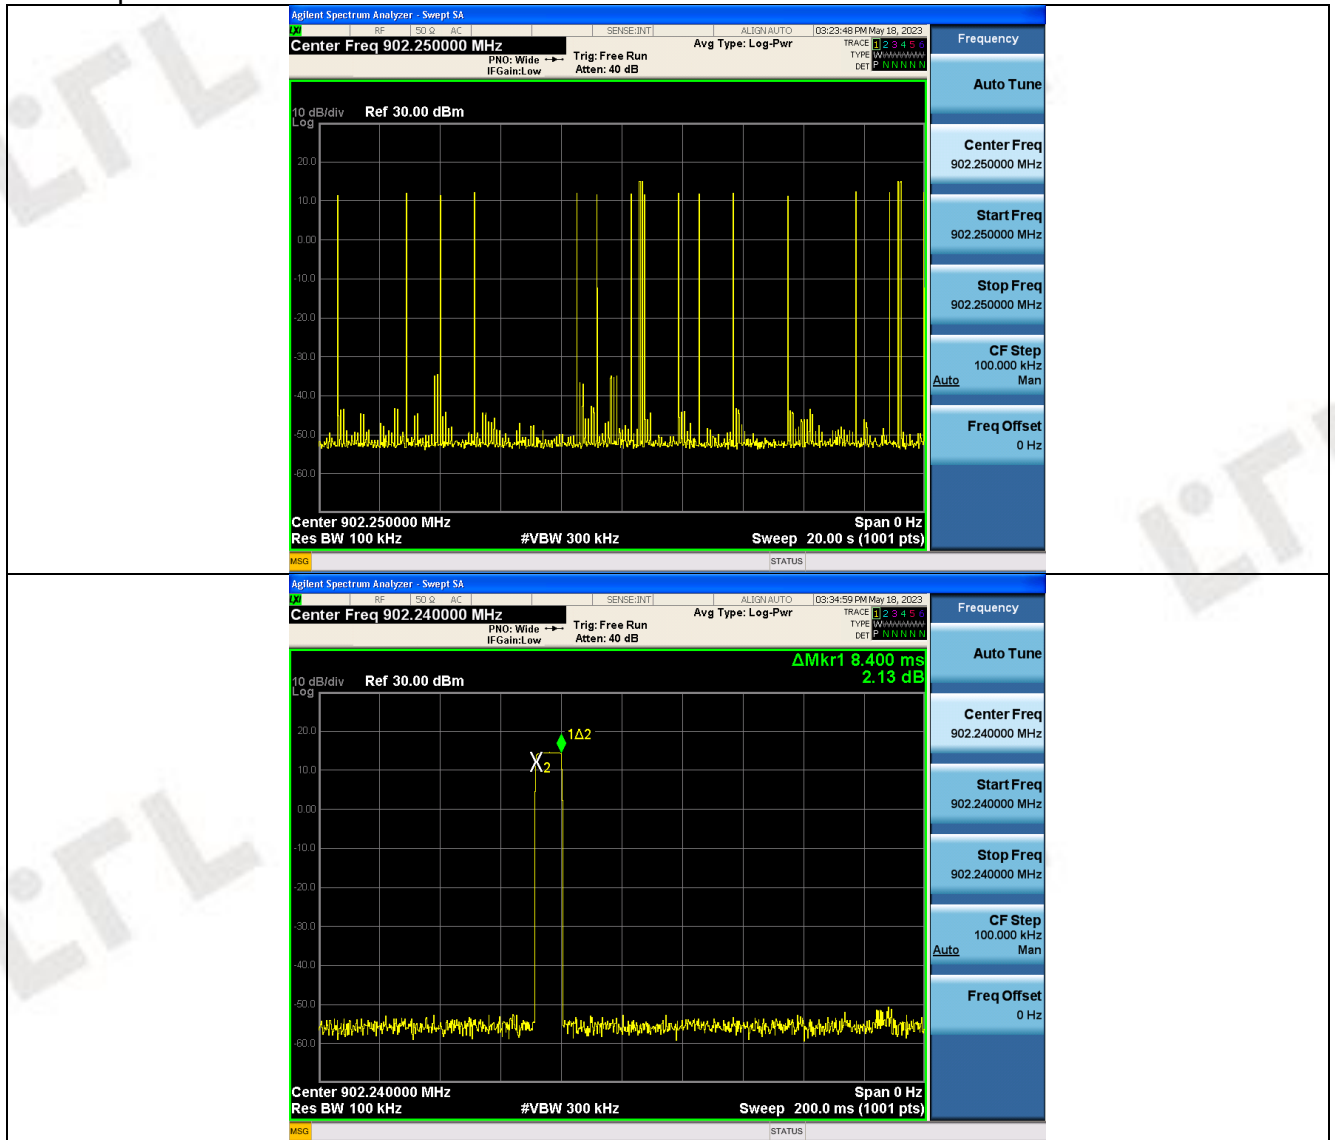 Agilent Spectrum Analyzer - Swept SA
LXI RF 50 Ω AC SENSE:INT ALIGN AUTO 03:23:48 PM May 18, 2023
Center Freq 902.250000 MHz
PNO: Wide
IFGain:Low
Trig: Free Run
Atten: 40 dB
Avg Type: Log-Pwr
TRACE 1 2 3 4 5 6
TYPE WWWWWW
DET P N N N N N
10 dB/div
Log
Ref 30.00 dBm
20.0
10.0
0.00
-10.0
-20.0
-30.0
-40.0
-50.0
-60.0
Center 902.250000 MHz
Span 0 Hz
Res BW 100 kHz
#VBW 300 kHz
Sweep 20.00 s (1001 pts)
MSG
STATUS
Frequency
Auto Tune
Center Freq
902.250000 MHz
Start Freq
902.250000 MHz
Stop Freq
902.250000 MHz
CF Step
100.000 kHz
Auto Man
Freq Offset
0 Hz
Agilent Spectrum Analyzer - Swept SA
LXI RF 50 Ω AC SENSE:INT ALIGN AUTO 03:34:59 PM May 18, 2023
Center Freq 902.240000 MHz
PNO: Wide
IFGain:Low
Trig: Free Run
Atten: 40 dB
Avg Type: Log-Pwr
TRACE 1 2 3 4 5 6
TYPE WWWWWW
DET P N N N N N
ΔMkr1 8.400 ms
2.13 dB
10 dB/div
Log
Ref 30.00 dBm
1Δ2
X2
20.0
10.0
0.00
-10.0
-20.0
-30.0
-40.0
-50.0
-60.0
Center 902.240000 MHz
Span 0 Hz
Res BW 100 kHz
#VBW 300 kHz
Sweep 200.0 ms (1001 pts)
MSG
STATUS
Frequency
Auto Tune
Center Freq
902.240000 MHz
Start Freq
902.240000 MHz
Stop Freq
902.240000 MHz
CF Step
100.000 kHz
Auto Man
Freq Offset
0 Hz